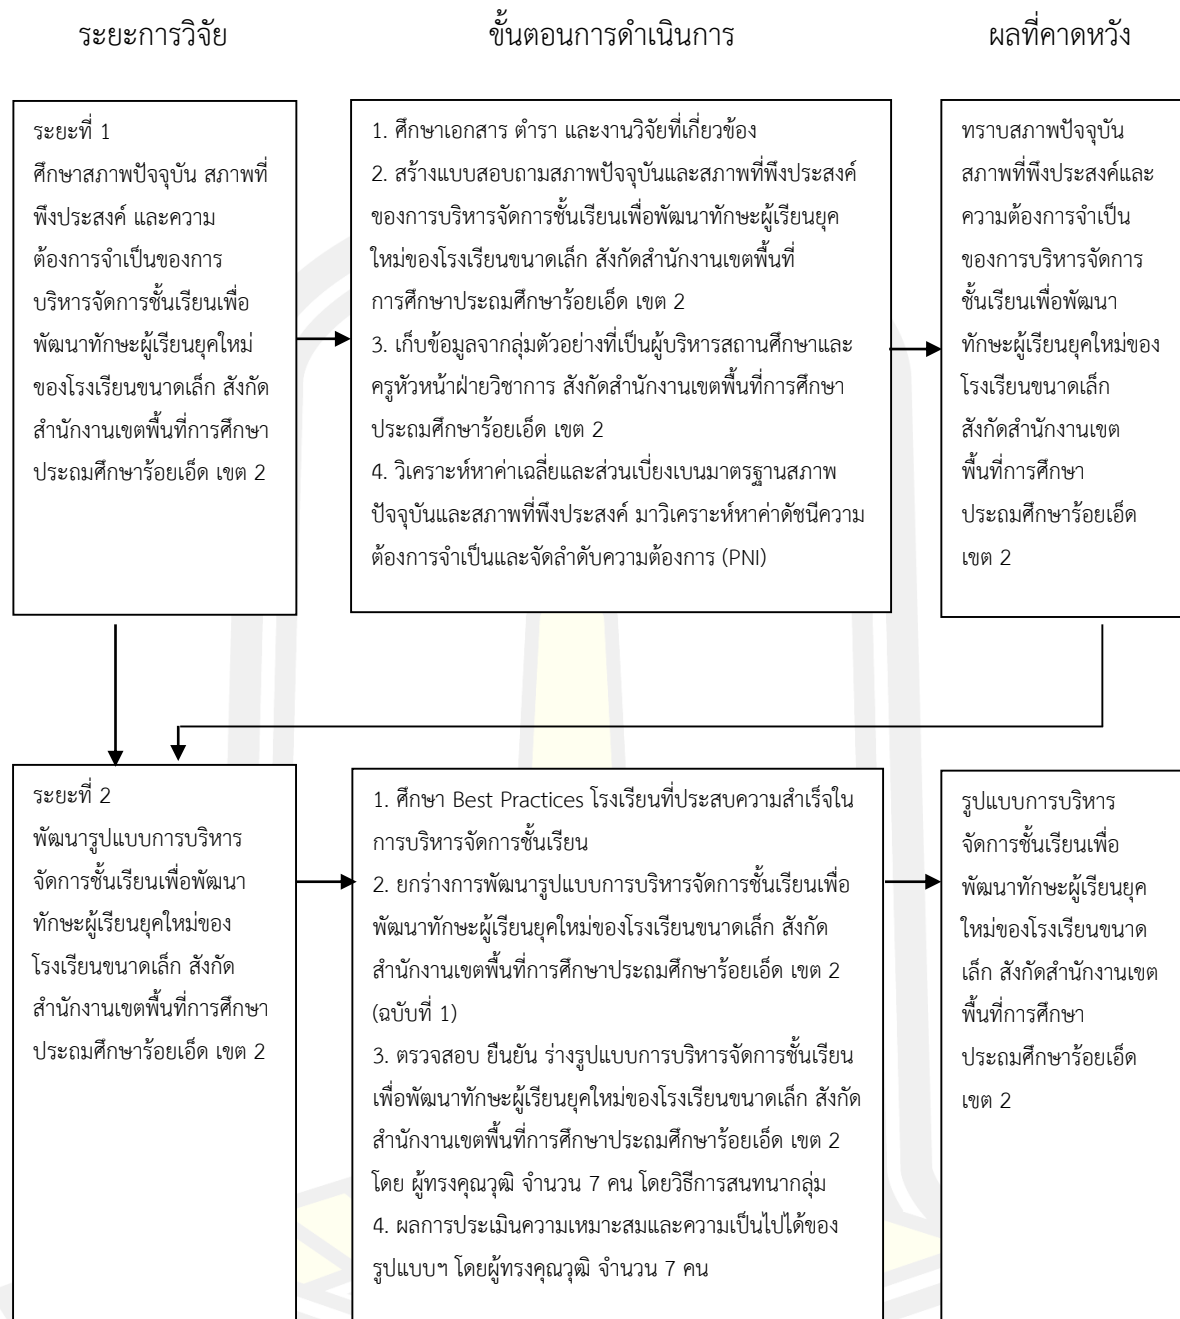 ระยะการวิจัย
ขั้นตอนการดำเนินการ
ผลที่คาดหวัง
ระยะที่ 1
ศึกษาสภาพปัจจุบัน สภาพที่
พึงประสงค์ และความ
ต้องการจำเป็นของการ
บริหารจัดการชั้นเรียนเพื่อ
พัฒนาทักษะผู้เรียนยุคใหม่
ของโรงเรียนขนาดเล็ก สังกัด
สำนักงานเขตพื้นที่การศึกษา
ประถมศึกษาร้อยเอ็ด เขต 2
1. ศึกษาเอกสาร ตำรา และงานวิจัยที่เกี่ยวข้อง
2. สร้างแบบสอบถามสภาพปัจจุบันและสภาพที่พึงประสงค์
ของการบริหารจัดการชั้นเรียนเพื่อพัฒนาทักษะผู้เรียนยุค
ใหม่ของโรงเรียนขนาดเล็ก สังกัดสำนักงานเขตพื้นที่
การศึกษาประถมศึกษาร้อยเอ็ด เขต 2
3. เก็บข้อมูลจากกลุ่มตัวอย่างที่เป็นผู้บริหารสถานศึกษาและ
ครูหัวหน้าฝ่ายวิชาการ สังกัดสำนักงานเขตพื้นที่การศึกษา
ประถมศึกษาร้อยเอ็ด เขต 2
4. วิเคราะห์หาค่าเฉลี่ยและส่วนเบี่ยงเบนมาตรฐานสภาพ
ปัจจุบันและสภาพที่พึงประสงค์ มาวิเคราะห์หาค่าดัชนีความ
ต้องการจำเป็นและจัดลำดับความต้องการ (PNI)
ทราบสภาพปัจจุบัน
สภาพที่พึงประสงค์และ
ความต้องการจำเป็น
ของการบริหารจัดการ
ชั้นเรียนเพื่อพัฒนา
ทักษะผู้เรียนยุคใหม่ของ
โรงเรียนขนาดเล็ก
สังกัดสำนักงานเขต
พื้นที่การศึกษา
ประถมศึกษาร้อยเอ็ด
เขต 2
ระยะที่ 2
พัฒนารูปแบบการบริหาร
จัดการชั้นเรียนเพื่อพัฒนา
ทักษะผู้เรียนยุคใหม่ของ
โรงเรียนขนาดเล็ก สังกัด
สำนักงานเขตพื้นที่การศึกษา
ประถมศึกษาร้อยเอ็ด เขต 2
1. ศึกษา Best Practices โรงเรียนที่ประสบความสำเร็จใน
การบริหารจัดการชั้นเรียน
2. ยกร่างการพัฒนารูปแบบการบริหารจัดการชั้นเรียนเพื่อ
พัฒนาทักษะผู้เรียนยุคใหม่ของโรงเรียนขนาดเล็ก สังกัด
สำนักงานเขตพื้นที่การศึกษาประถมศึกษาร้อยเอ็ด เขต 2
(ฉบับที่ 1)
3. ตรวจสอบ ยืนยัน ร่างรูปแบบการบริหารจัดการชั้นเรียน
เพื่อพัฒนาทักษะผู้เรียนยุคใหม่ของโรงเรียนขนาดเล็ก สังกัด
สำนักงานเขตพื้นที่การศึกษาประถมศึกษาร้อยเอ็ด เขต 2
โดย ผู้ทรงคุณวุฒิ จำนวน 7 คน โดยวิธีการสนทนากลุ่ม
4. ผลการประเมินความเหมาะสมและความเป็นไปได้ของ
รูปแบบฯ โดยผู้ทรงคุณวุฒิ จำนวน 7 คน
รูปแบบการบริหาร
จัดการชั้นเรียนเพื่อ
พัฒนาทักษะผู้เรียนยุค
ใหม่ของโรงเรียนขนาด
เล็ก สังกัดสำนักงานเขต
พื้นที่การศึกษา
ประถมศึกษาร้อยเอ็ด
เขต 2